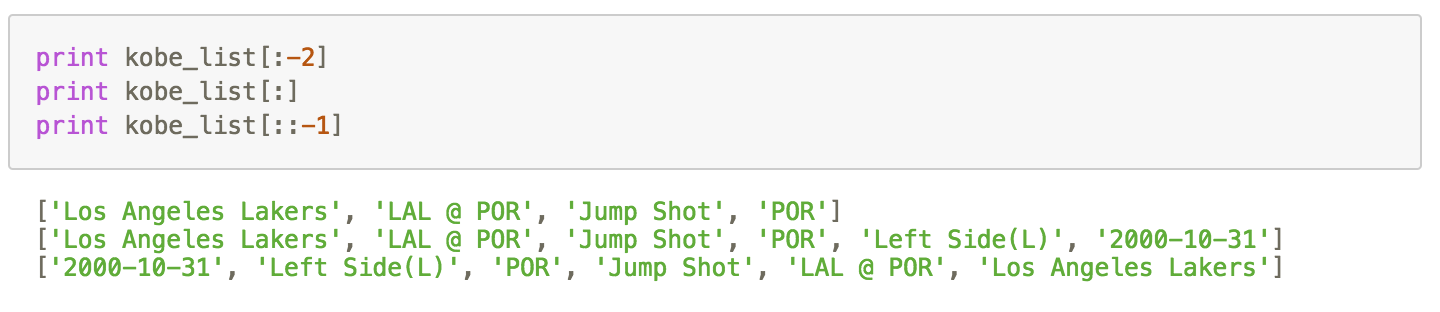 print kobe_list[:-2]
print kobe_list[:]
print kobe_list[::-1]
['Los Angeles Lakers', 'LAL @ POR', 'Jump Shot', 'POR']
['Los Angeles Lakers', 'LAL @ POR', 'Jump Shot', 'POR', 'Left Side(L)', '2000-10-31']
['2000-10-31', 'Left Side(L)', 'POR', 'Jump Shot', 'LAL @ POR', 'Los Angeles Lakers']